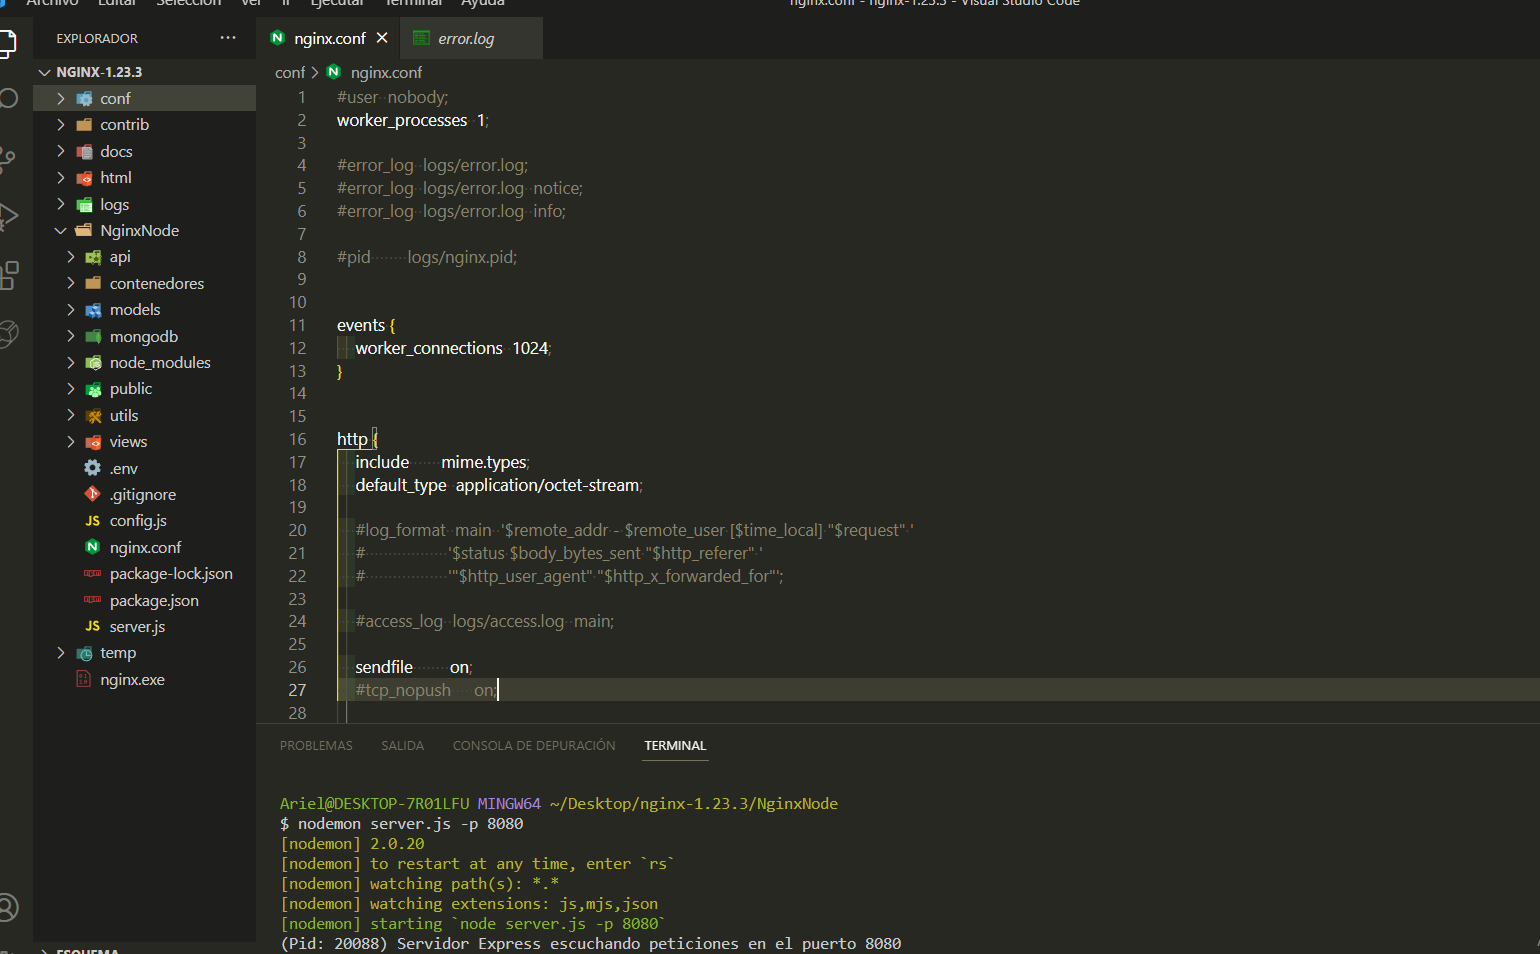 Archivo Editar Selección Ver Ir Ejecutar Terminal Ayuda
nginx.conf - nginx-1.23.3 - Visual Studio Code
EXPLORADOR ···
nginx.conf × error.log
NGINX-1.23.3
conf
contrib
docs
html
logs
NginxNode
api
contenedores
models
mongodb
node_modules
public
utils
views
.env
.gitignore
JS config.js
nginx.conf
package-lock.json
package.json
JS server.js
temp
nginx.exe
ESQUEMA
conf > nginx.conf
1 #user nobody;
2 worker_processes 1;
3
4 #error_log logs/error.log;
5 #error_log logs/error.log notice;
6 #error_log logs/error.log info;
7
8 #pid logs/nginx.pid;
9
10
11 events {
12 worker_connections 1024;
13 }
14
15
16 http {
17 include mime.types;
18 default_type application/octet-stream;
19
20 #log_format main '$remote_addr - $remote_user [$time_local] "$request" '
21 # '$status $body_bytes_sent "$http_referer" '
22 # '"$http_user_agent" "$http_x_forwarded_for"';
23
24 #access_log logs/access.log main;
25
26 sendfile on;
27 #tcp_nopush on;
28
PROBLEMAS SALIDA CONSOLA DE DEPURACIÓN TERMINAL
Ariel@DESKTOP-7R01LFU MINGW64 ~/Desktop/nginx-1.23.3/NginxNode
$ nodemon server.js -p 8080
[nodemon] 2.0.20
[nodemon] to restart at any time, enter `rs`
[nodemon] watching path(s): *.*
[nodemon] watching extensions: js,mjs,json
[nodemon] starting `node server.js -p 8080`
(Pid: 20088) Servidor Express escuchando peticiones en el puerto 8080